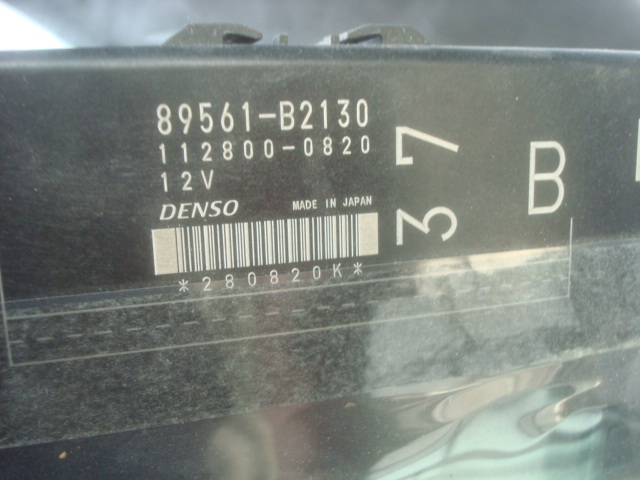 89561-B2130
112800-0820
12V
DENSO MADE IN JAPAN
*280820K*
37
B